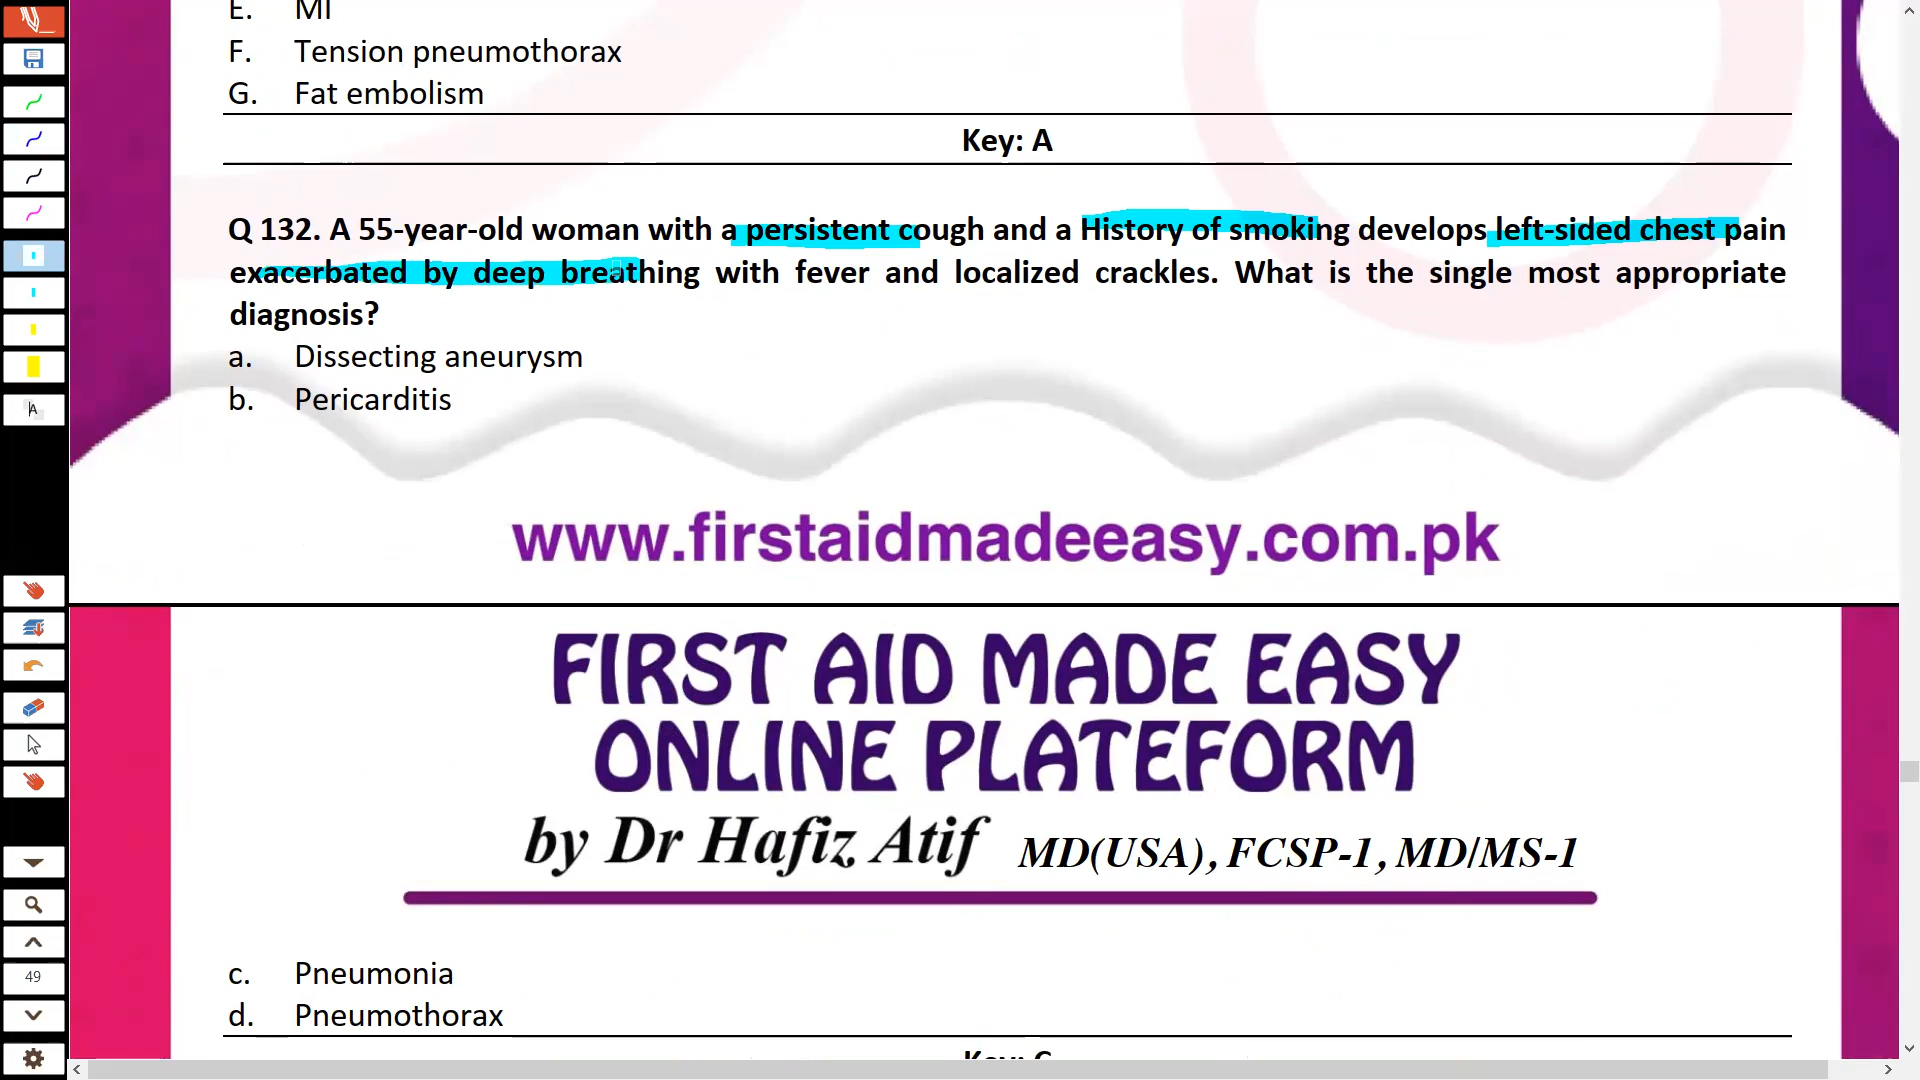 E. MI
F. Tension pneumothorax
G. Fat embolism
Key: A
Q 132. A 55-year-old woman with a persistent cough and a History of smoking develops left-sided chest pain
exacerbated by deep breathing with fever and localized crackles. What is the single most appropriate
diagnosis?
a. Dissecting aneurysm
b. Pericarditis
www.firstaidmadeeasy.com.pk
FIRST AID MADE EASY
ONLINE PLATEFORM
by Dr Hafiz Atif MD(USA), FCSP-1, MD/MS-1
c. Pneumonia
d. Pneumothorax
Key: C
A
49